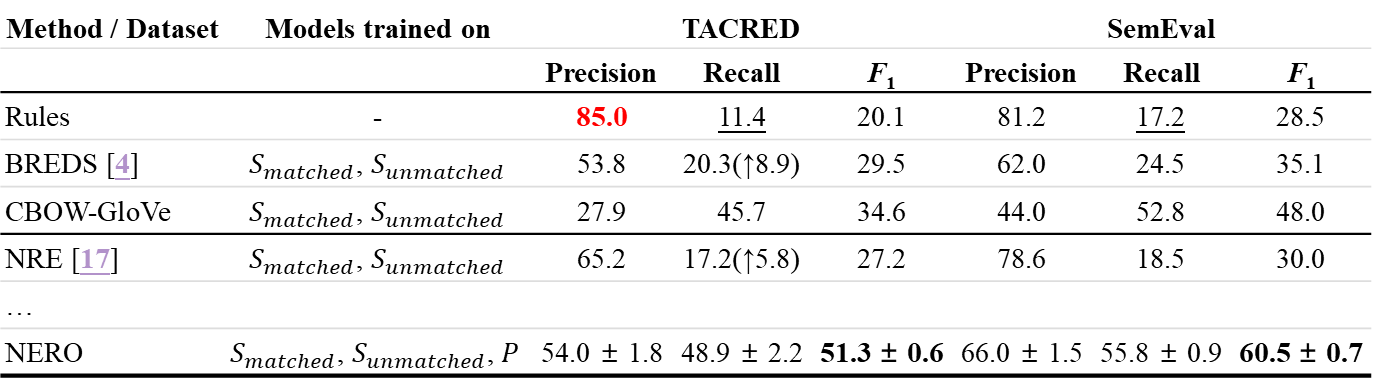 Method / Dataset Models trained on TACRED SemEval
Precision Recall F1 Precision Recall F1
Rules - 85.0 11.4 20.1 81.2 17.2 28.5
BREDS [4] Smatched, Sunmatched 53.8 20.3(↑8.9) 29.5 62.0 24.5 35.1
CBOW-GloVe Smatched, Sunmatched 27.9 45.7 34.6 44.0 52.8 48.0
NRE [17] Smatched, Sunmatched 65.2 17.2(↑5.8) 27.2 78.6 18.5 30.0
…
NERO Smatched, Sunmatched, P 54.0 ± 1.8 48.9 ± 2.2 51.3 ± 0.6 66.0 ± 1.5 55.8 ± 0.9 60.5 ± 0.7